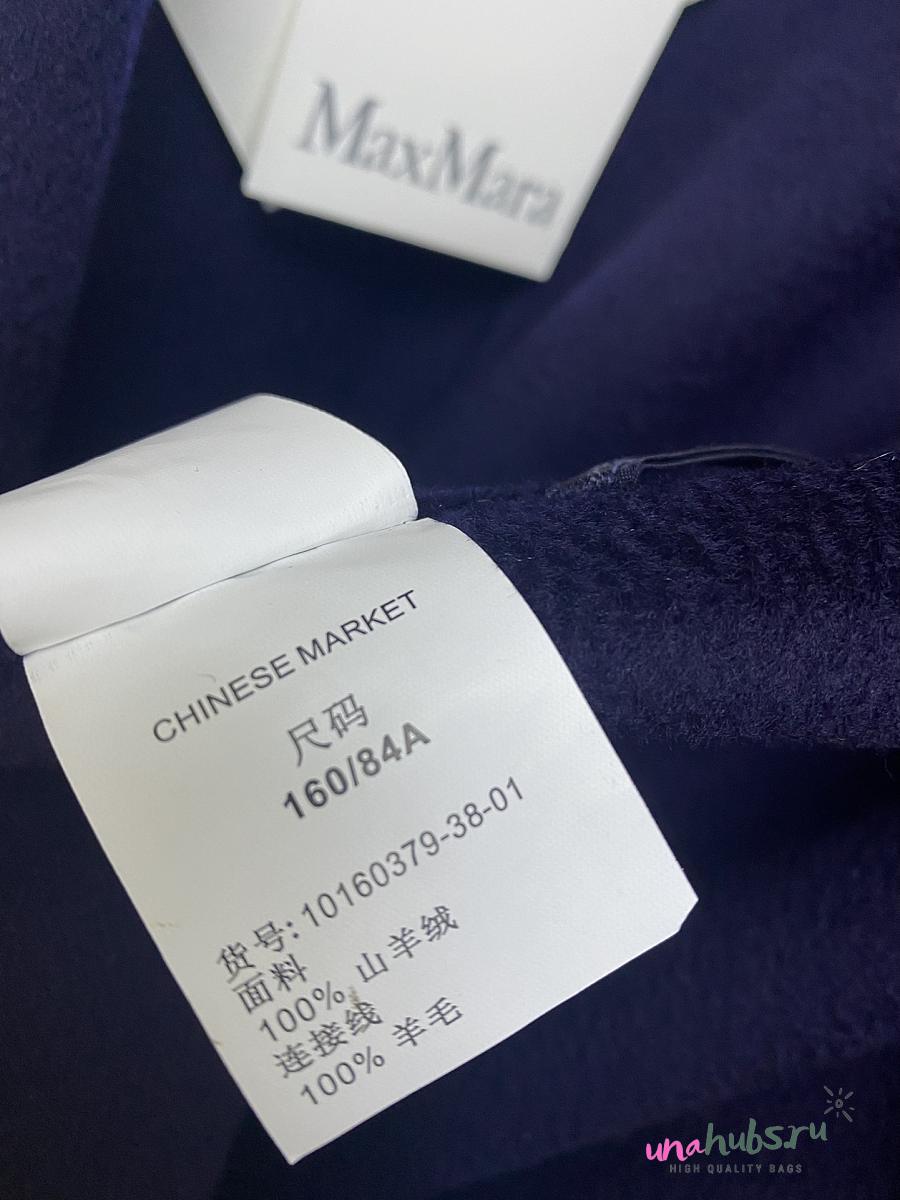 MaxMara
CHINESE MARKET
尺码
160/84A
货号: 10160379-38-01
面料
100% 山羊绒
连接线
100% 羊毛
unahubs.ru
HIGH QUALITY BAGS